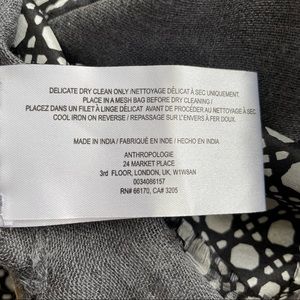 DELICATE DRY CLEAN ONLY /NETTOYAGE DÉLICAT À SEC UNIQUEMENT.
PLACE IN A MESH BAG BEFORE DRY CLEANING /
PLACEZ DANS UN FILET À LINGE DÉLICAT AVANT DE PROCÉDER AU NETTOYAGE À SEC.
COOL IRON ON REVERSE / REPASSAGE SUR L'ENVERS À FER DOUX.
MADE IN INDIA / FABRIQUÉ EN INDE / HECHO EN INDIA
ANTHROPOLOGIE
24 MARKET PLACE
3rd FLOOR, LONDON, UK, W1W8AN
0034086157
RN# 66170, CA# 3205